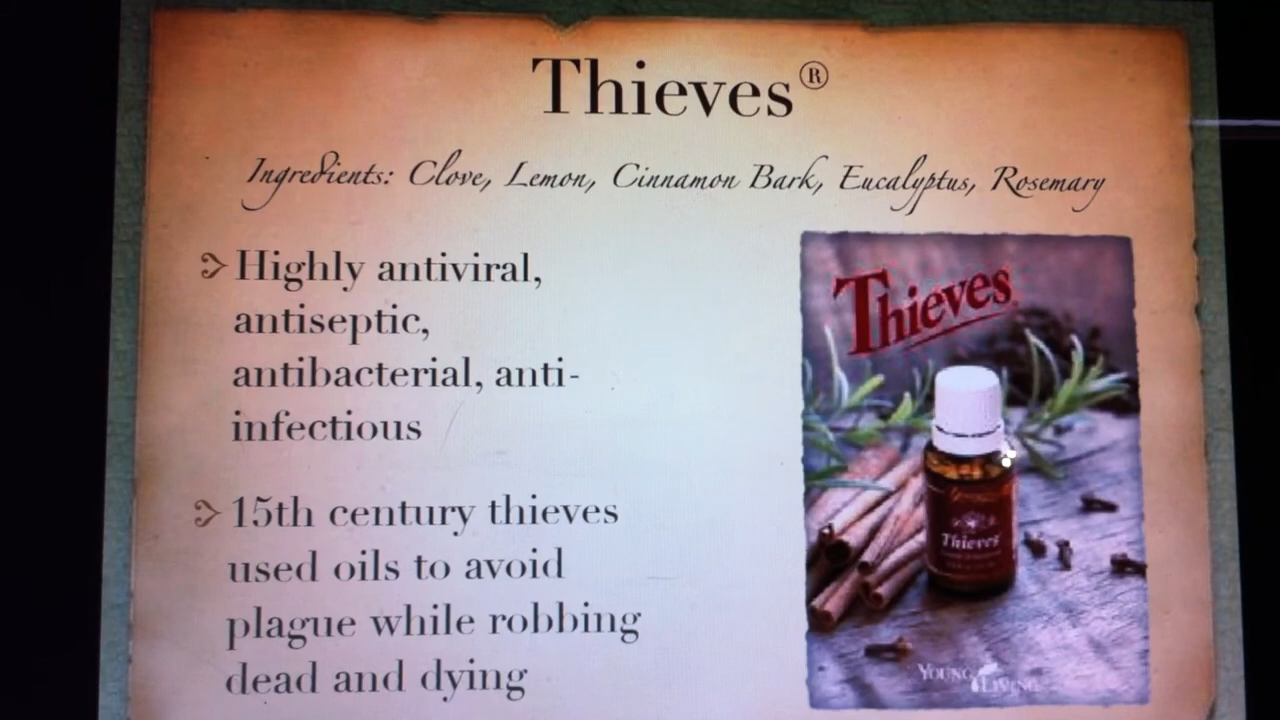 Thieves®
Ingredients: Clove, Lemon, Cinnamon Bark, Eucalyptus, Rosemary
Highly antiviral,
antiseptic,
antibacterial, anti-
infectious
15th century thieves
used oils to avoid
plague while robbing
dead and dying
Thieves
Thieves
Young Living